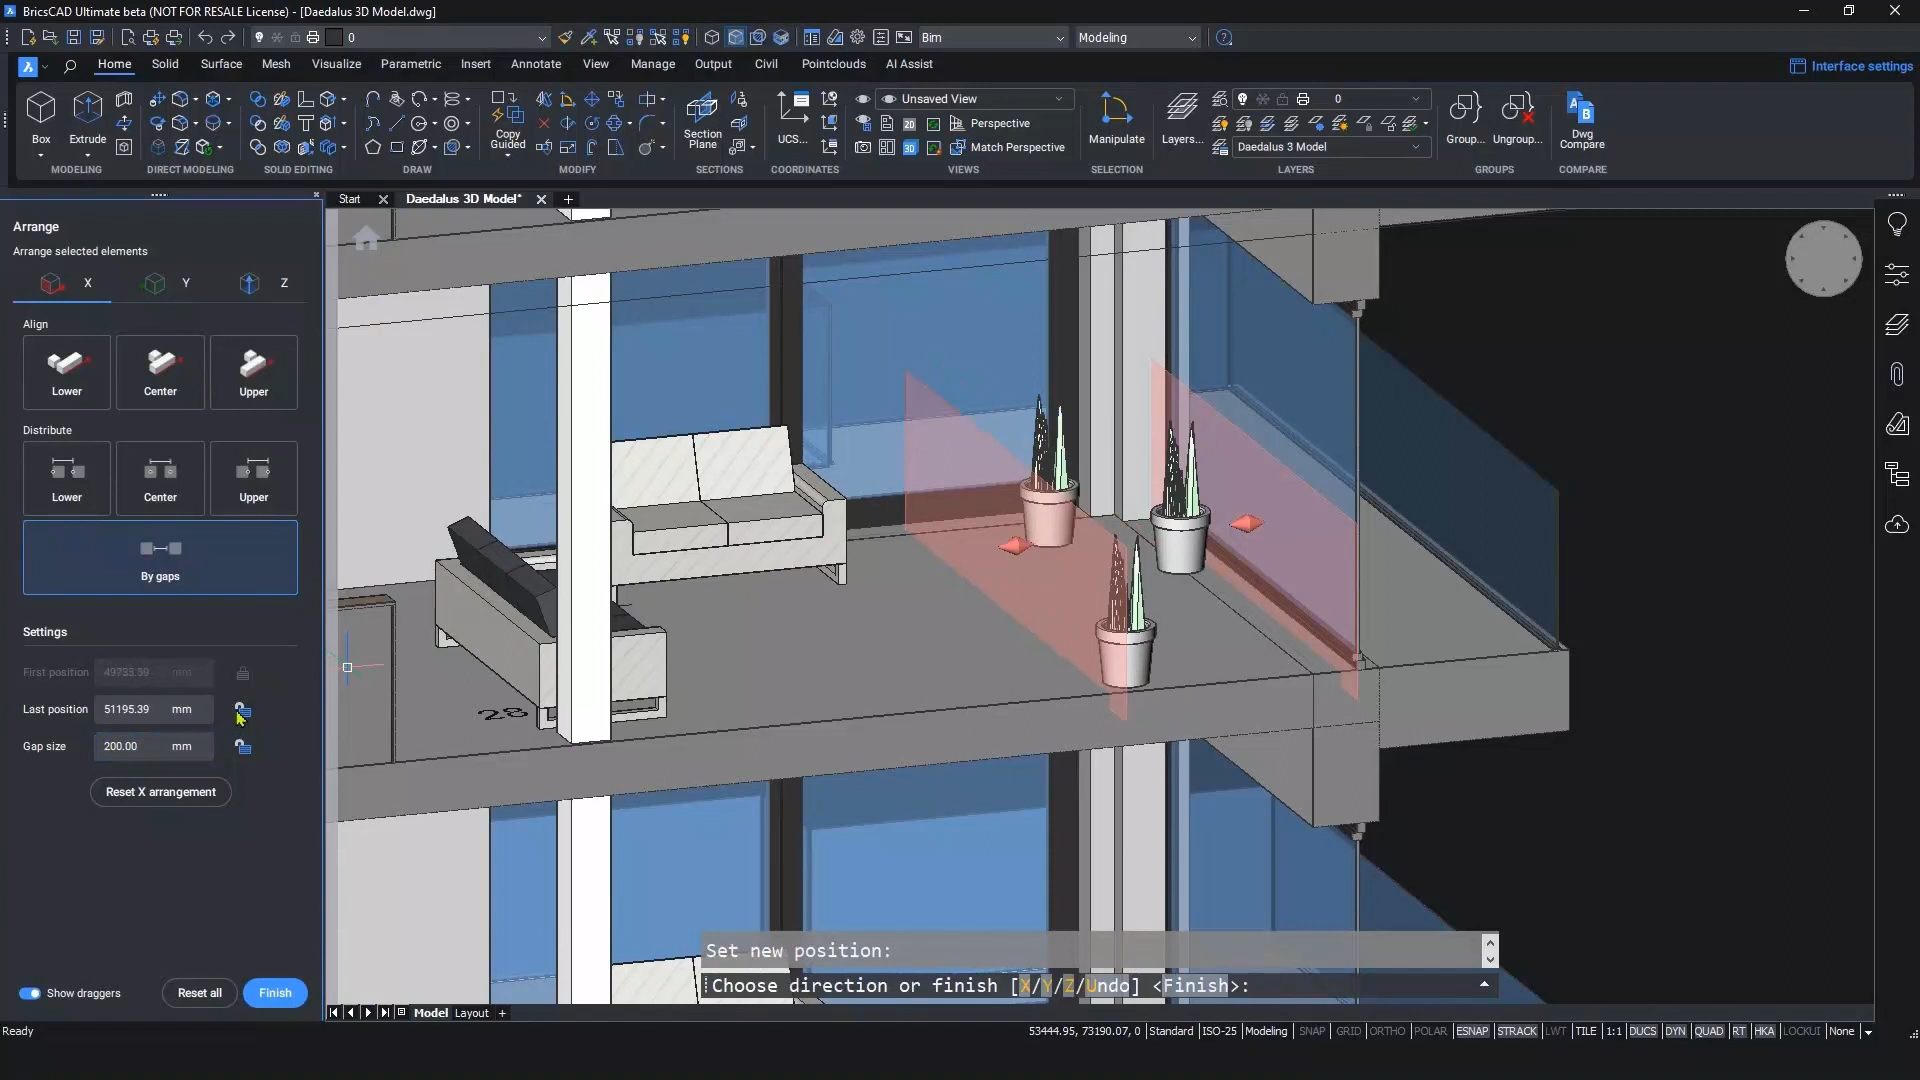 BricsCAD Ultimate beta (NOT FOR RESALE License) - [Daedalus 3D Model.dwg]
0
Bim
Modeling
Home Solid Surface Mesh Visualize Parametric Insert Annotate View Manage Output Civil Pointclouds AI Assist
Interface settings
Box
Extrude
Copy Guided
Section Plane
UCS...
Unsaved View
Perspective
Match Perspective
Manipulate
Layers...
0
Daedalus 3 Model
Group...
Ungroup...
Dwg Compare
MODELING DIRECT MODELING SOLID EDITING DRAW MODIFY SECTIONS COORDINATES VIEWS SELECTION LAYERS GROUPS COMPARE
Start
Daedalus 3D Model*
Arrange
Arrange selected elements
X Y Z
Align
Lower Center Upper
Distribute
Lower Center Upper
By gaps
Settings
First position 49735.59 mm
Last position 51195.39 mm
Gap size 200.00 mm
Reset X arrangement
Show draggers
Reset all
Finish
28
Set new position:
Choose direction or finish [X/Y/Z/Undo] <Finish>:
Model Layout +
Ready
53444.95, 73190.07, 0 Standard ISO-25 Modeling SNAP GRID ORTHO POLAR ESNAP STRACK LWT TILE 1:1 DUCS DYN QUAD RT HKA LOCKUI None